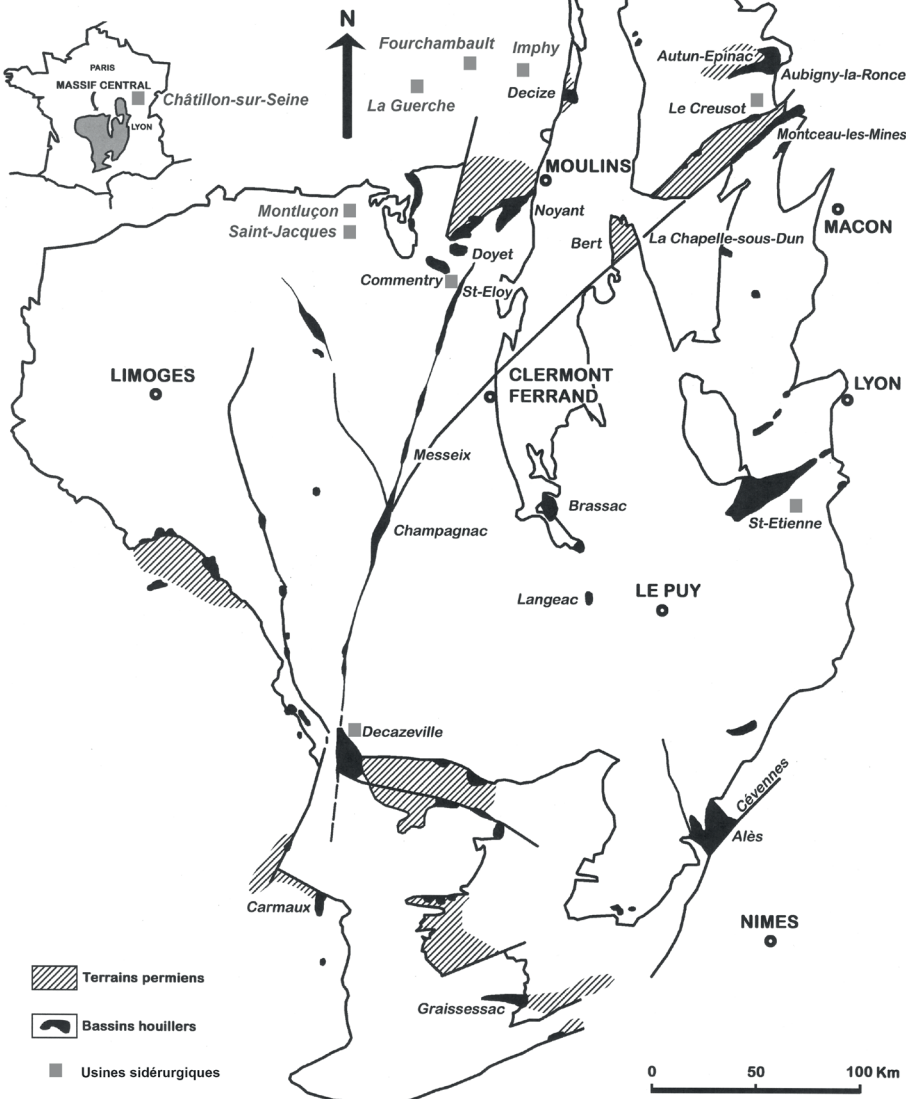 N
PARIS
MASSIF CENTRAL
LYON
Châtillon-sur-Seine
Fourchambault
Imphy
La Guerche
Decize
Autun-Epinac
Aubigny-la-Ronce
Le Creusot
Montceau-les-Mines
MOULINS
Montluçon
Saint-Jacques
Noyant
MACON
Bert
La Chapelle-sous-Dun
Doyet
Commentry
St-Eloy
LIMOGES
CLERMONT
FERRAND
LYON
Messeix
Brassac
St-Etienne
Champagnac
Langeac
LE PUY
Decazeville
Cévennes
Alès
Carmaux
NIMES
Graissessac
Terrains permiens
Bassins houillers
Usines sidérurgiques
0 50 100 Km